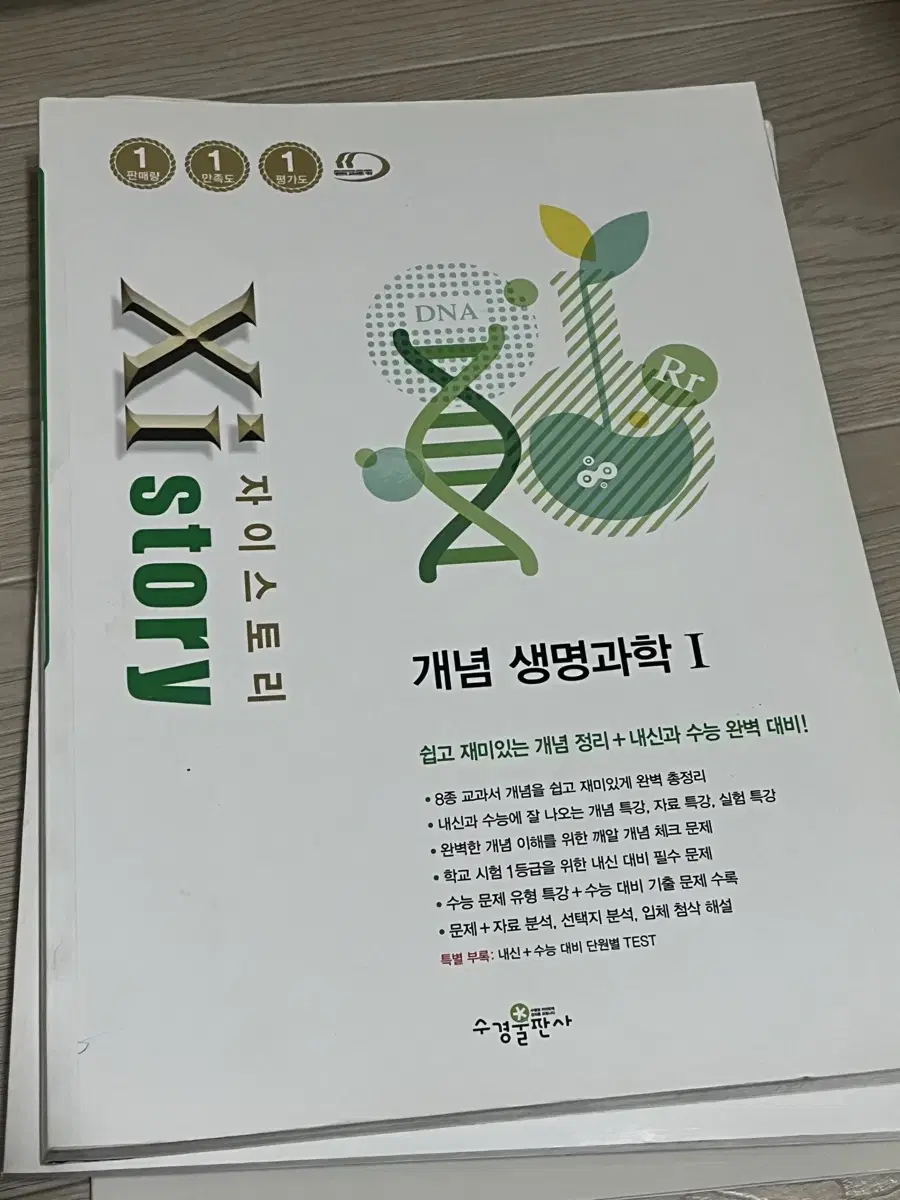 1
판매량
1
만족도
1
평가도
Xi
story
자이스토리
DNA
Rr
개념 생명과학 I
쉽고 재미있는 개념 정리+내신과 수능 완벽 대비!
• 8종 교과서 개념을 쉽고 재미있게 완벽 총정리
• 내신과 수능에 잘 나오는 개념 특강, 자료 특강, 실험 특강
• 완벽한 개념 이해를 위한 깨알 개념 체크 문제
• 학교 시험 1등급을 위한 내신 대비 필수 문제
• 수능 문제 유형 특강+수능 대비 기출 문제 수록
• 문제+자료 분석, 선택지 분석, 입체 첨삭 해설
특별 부록: 내신+수능 대비 단원별 TEST
수경출판사